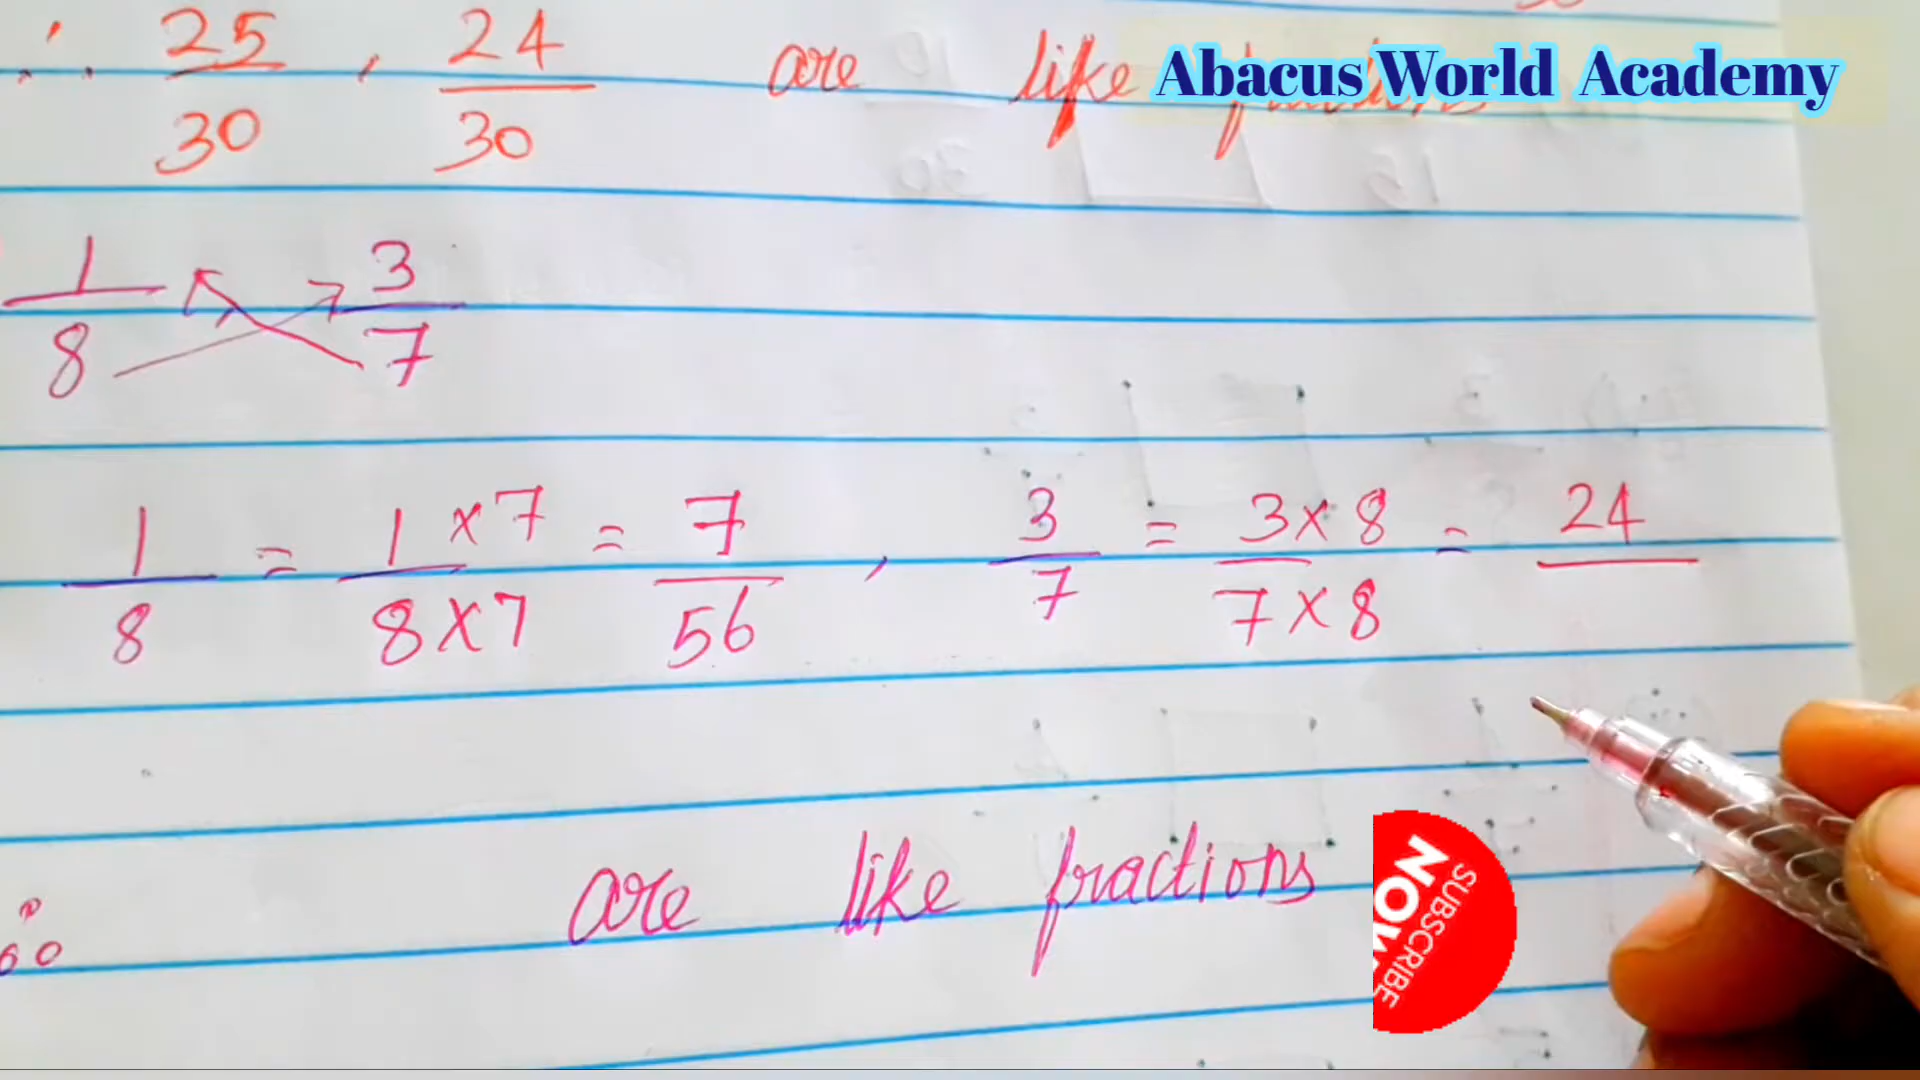 ∴ 25/30 , 24/30 are like fractions
Abacus World Academy
1/8 3/7
1/8 = 1×7/8×7 = 7/56 , 3/7 = 3×8/7×8 = 24
∴ are like fractions
SUBSCRIBE
NOW